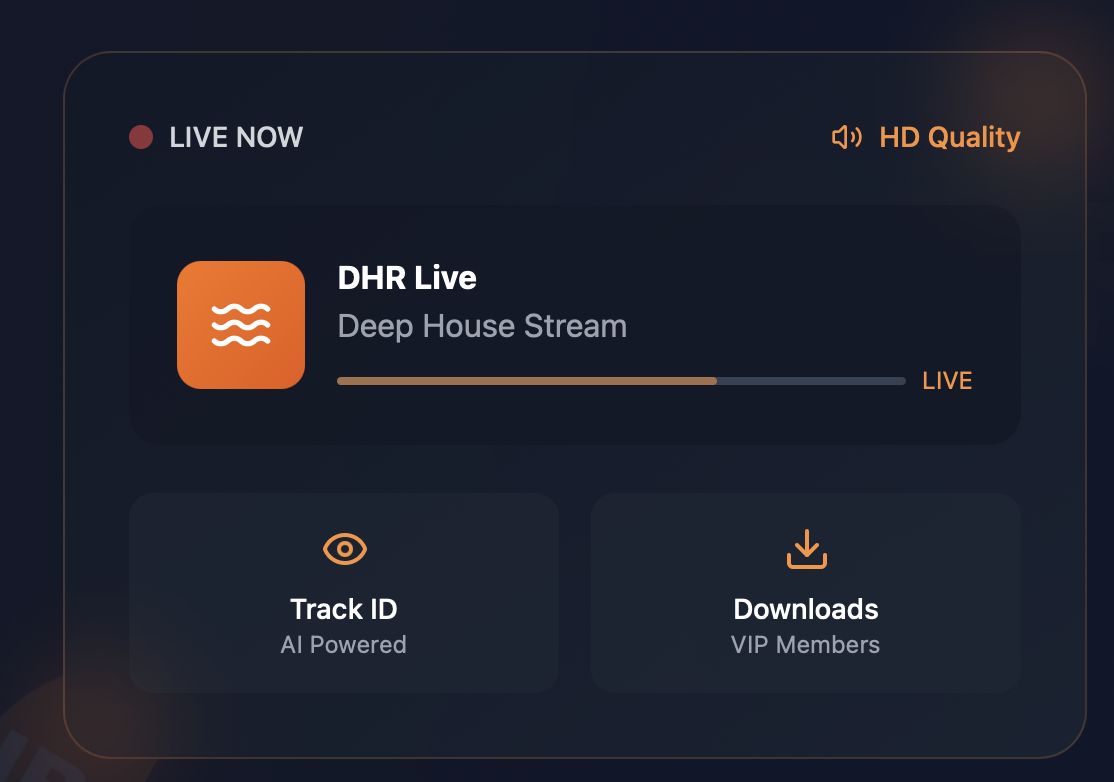 LIVE NOW
HD Quality
DHR Live
Deep House Stream
LIVE
Track ID
AI Powered
Downloads
VIP Members